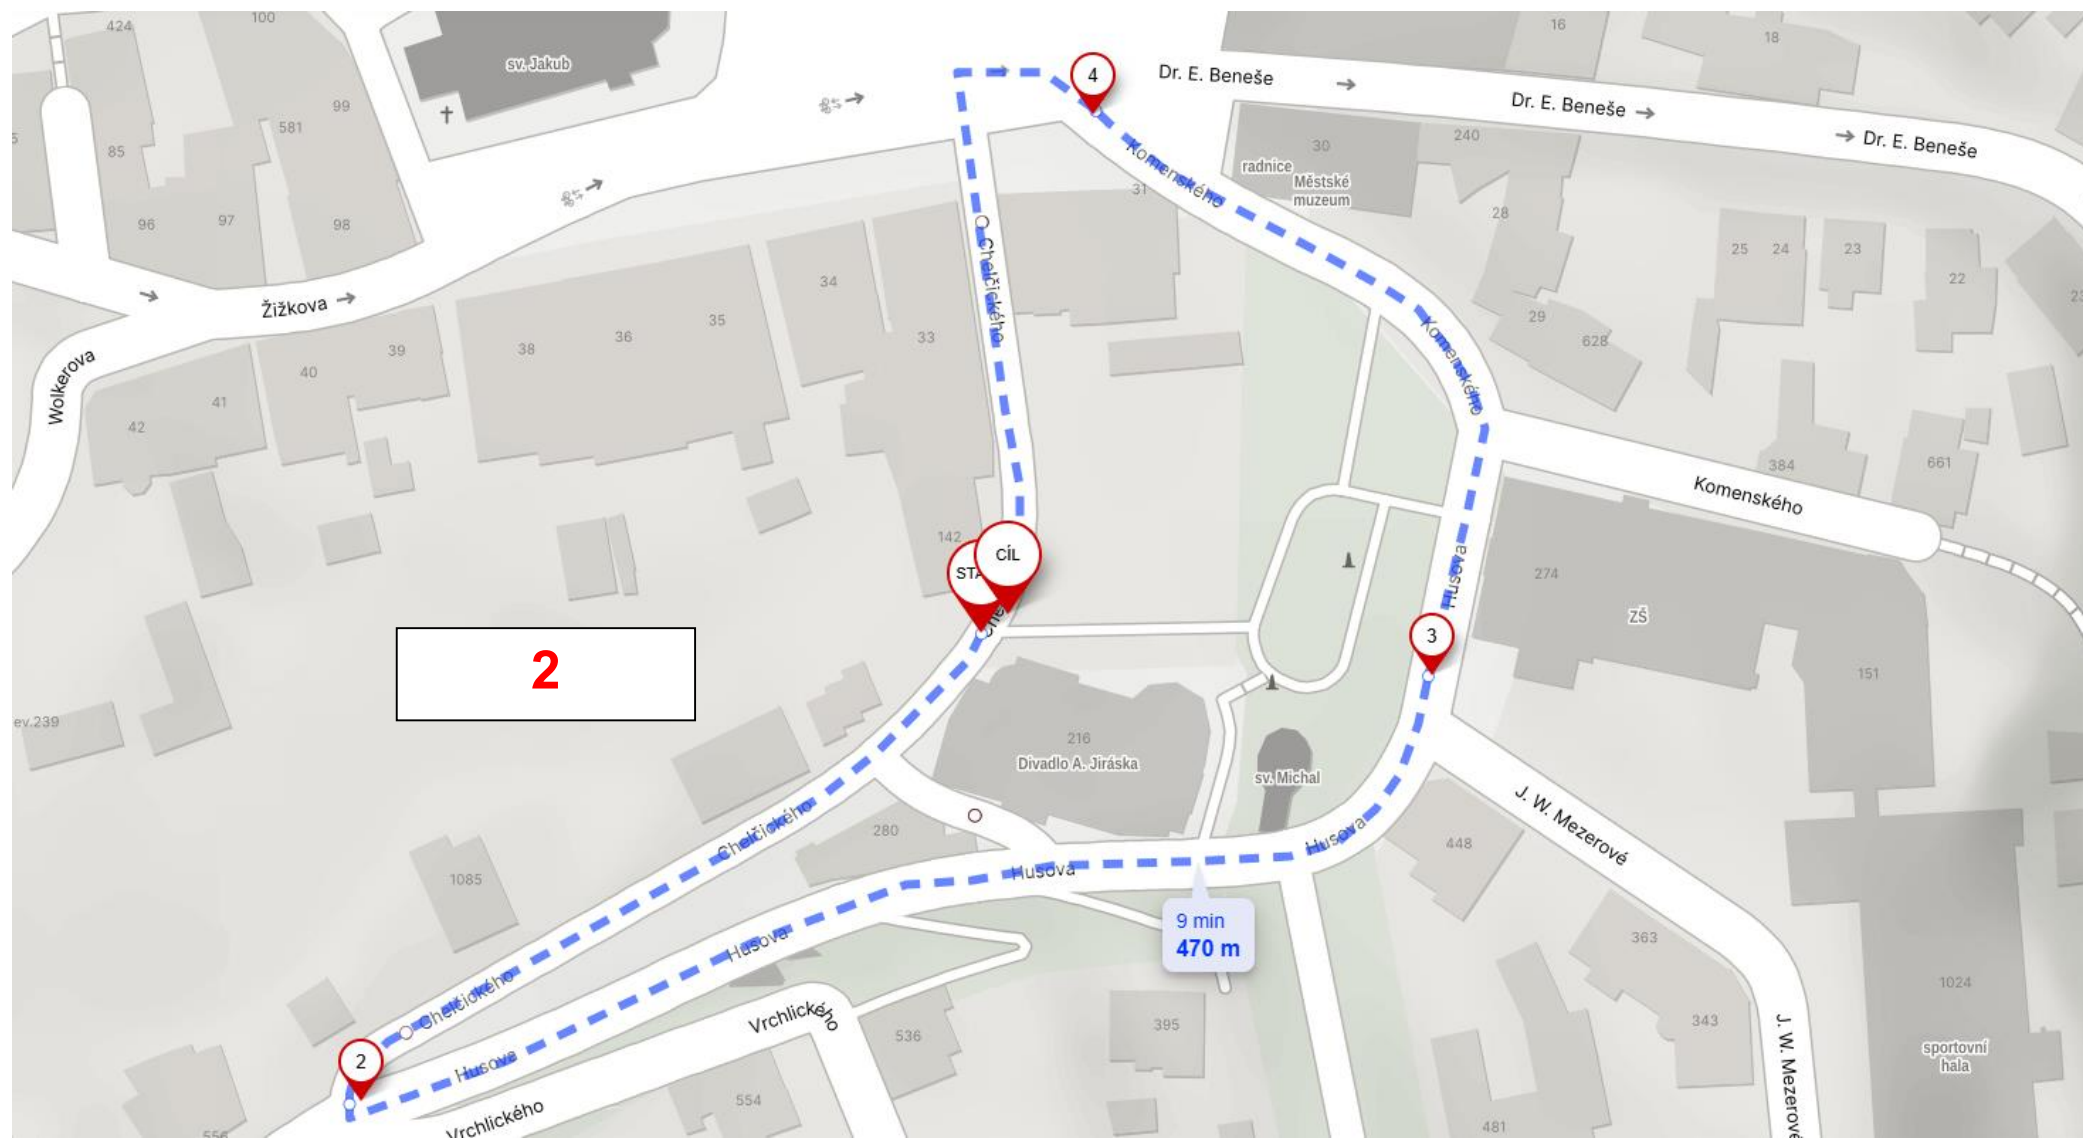 424
100
16
18
sv. Jakub
4
Dr. E. Beneše
Dr. E. Beneše
Dr. E. Beneše
99
581
85
30
240
radnice
Městské
muzeum
Komenského
31
96
97
98
28
25
24
23
22
Chelčického
34
Žižkova
35
36
38
33
39
40
29
628
Wolkerova
41
42
Komenského
384
661
Komenského
142
CÍL
STA
Che
274
ZŠ
Husova
3
151
2
ev.239
216
Divadlo A. Jiráska
sv. Michal
J. W. Mezerové
Chelčického
280
Husova
448
Husova
1085
9 min
470 m
Husova
363
1024
Chelčického
Vrchlického
536
395
343
J. W. Mezerové
sportovní
hala
2
Husova
554
Vrchlického
481
556